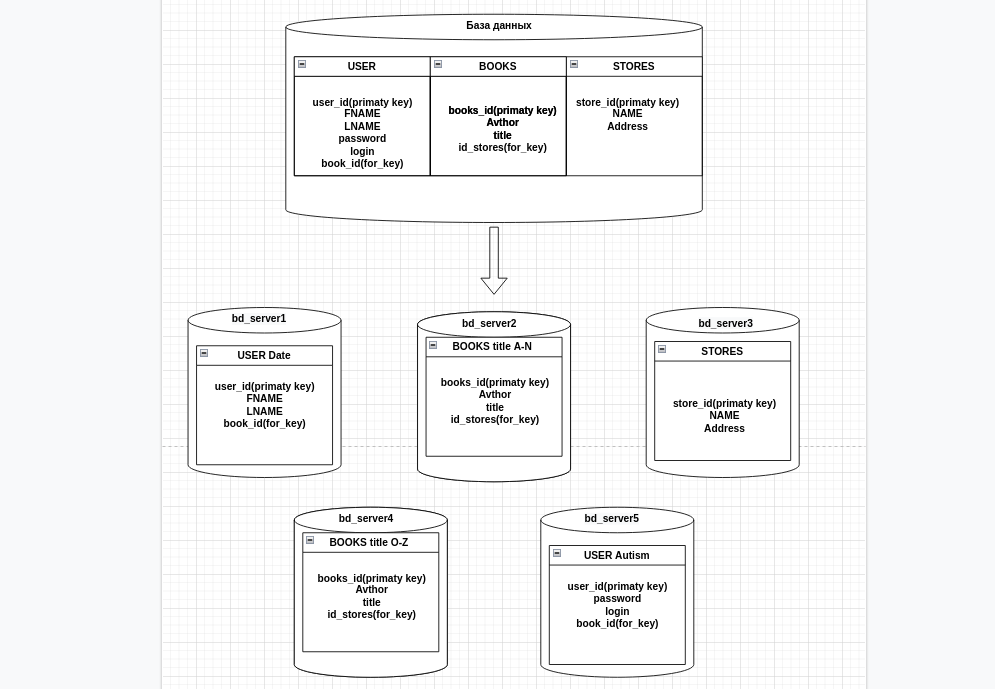 База данных
USER
user_id(primaty key)
FNAME
LNAME
password
login
book_id(for_key)
BOOKS
books_id(primaty key)
Avthor
title
id_stores(for_key)
STORES
store_id(primaty key)
NAME
Address
bd_server1
USER Date
user_id(primaty key)
FNAME
LNAME
book_id(for_key)
bd_server2
BOOKS title A-N
books_id(primaty key)
Avthor
title
id_stores(for_key)
bd_server3
STORES
store_id(primaty key)
NAME
Address
bd_server4
BOOKS title O-Z
books_id(primaty key)
Avthor
title
id_stores(for_key)
bd_server5
USER Autism
user_id(primaty key)
password
login
book_id(for_key)